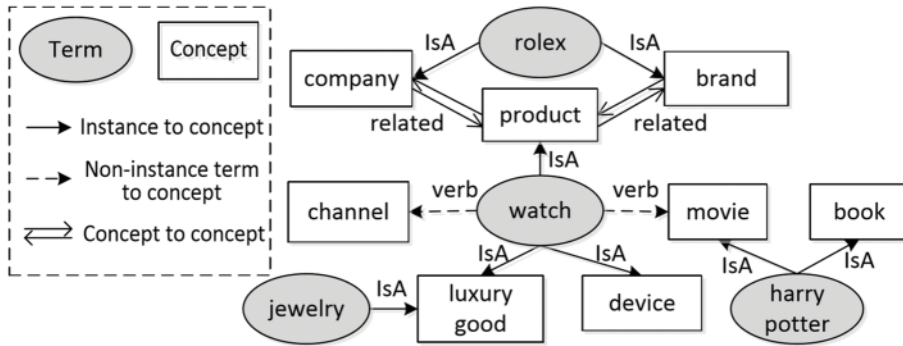 Term
Concept
Instance to concept
Non-instance term
to concept
Concept to concept
IsA
rolex
IsA
company
brand
product
related
related
IsA
verb
verb
channel
watch
movie
book
IsA
IsA
IsA
IsA
IsA
jewelry
luxury
good
device
harry
potter